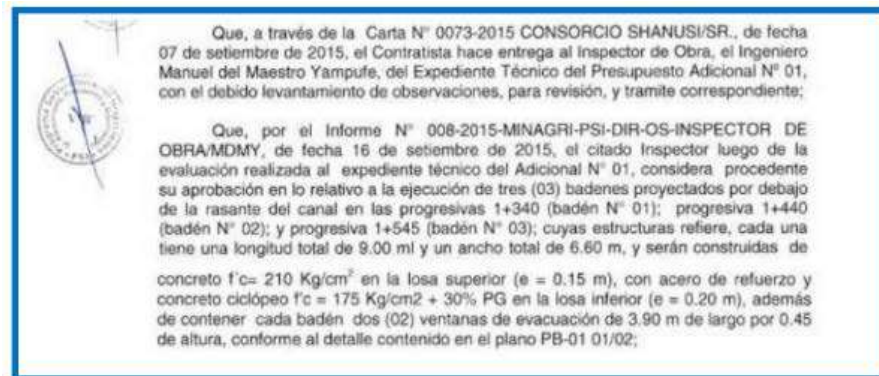 Que, a través de la Carta N° 0073-2015 CONSORCIO SHANUSI/SR., de fecha
07 de setiembre de 2015, el Contratista hace entrega al Inspector de Obra, el Ingeniero
Manuel del Maestro Yampufe, del Expediente Técnico del Presupuesto Adicional N° 01,
con el debido levantamiento de observaciones, para revisión, y tramite correspondiente;
Que, por el Informe N° 008-2015-MINAGRI-PSI-DIR-OS-INSPECTOR DE
OBRA/MDMY, de fecha 16 de setiembre de 2015, el citado Inspector luego de la
evaluación realizada al expediente técnico del Adicional N° 01, considera procedente
su aprobación en lo relativo a la ejecución de tres (03) badenes proyectados por debajo
de la rasante del canal en las progresivas 1+340 (badén N° 01); progresiva 1+440
(badén N° 02); y progresiva 1+545 (badén N° 03); cuyas estructuras refiere, cada una
tiene una longitud total de 9.00 ml y un ancho total de 6.60 m, y serán construidas de
concreto f´c= 210 Kg/cm² en la losa superior (e = 0.15 m), con acero de refuerzo y
concreto ciclópeo f'c = 175 Kg/cm2 + 30% PG en la losa inferior (e = 0.20 m), además
de contener cada badén dos (02) ventanas de evacuación de 3.90 m de largo por 0.45
de altura, conforme al detalle contenido en el plano PB-01 01/02;